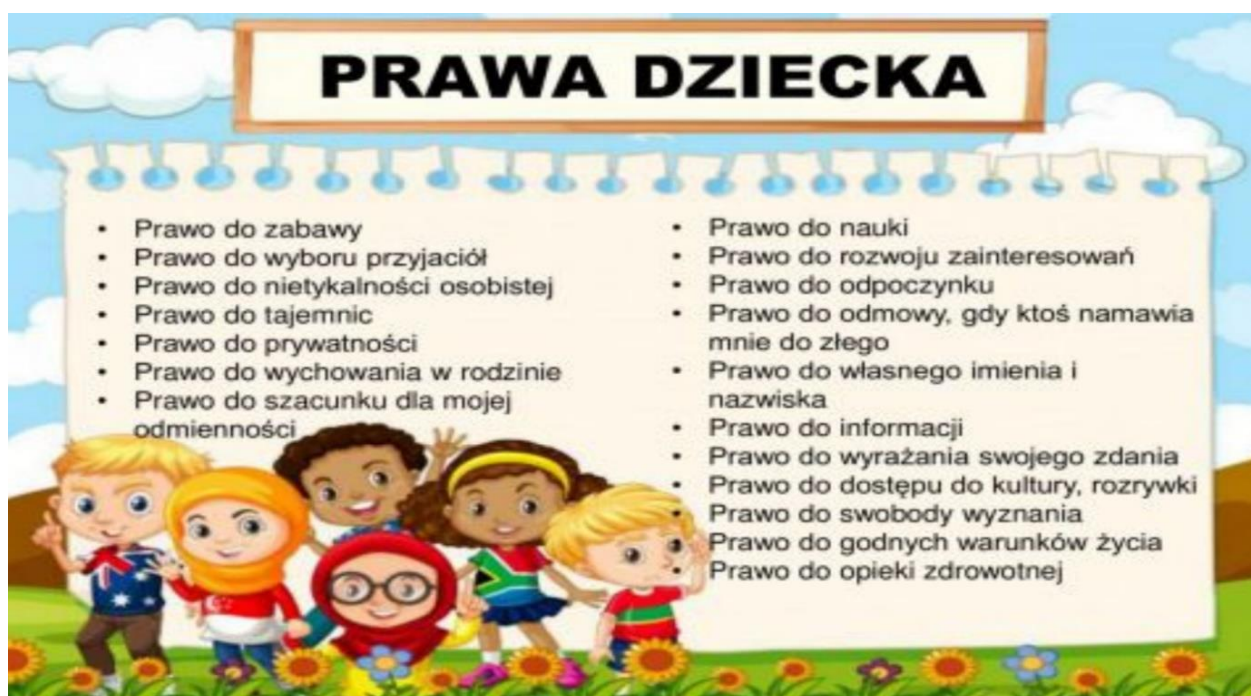 PRAWA DZIECKA
• Prawo do zabawy
• Prawo do wyboru przyjaciół
• Prawo do nietykalności osobistej
• Prawo do tajemnic
• Prawo do prywatności
• Prawo do wychowania w rodzinie
• Prawo do szacunku dla mojej
odmienności
• Prawo do nauki
• Prawo do rozwoju zainteresowań
• Prawo do odpoczynku
• Prawo do odmowy, gdy ktoś namawia
mnie do złego
• Prawo do własnego imienia i
nazwiska
• Prawo do informacji
• Prawo do wyrażania swojego zdania
• Prawo do dostępu do kultury, rozrywki
• Prawo do swobody wyznania
• Prawo do godnych warunków życia
• Prawo do opieki zdrowotnej